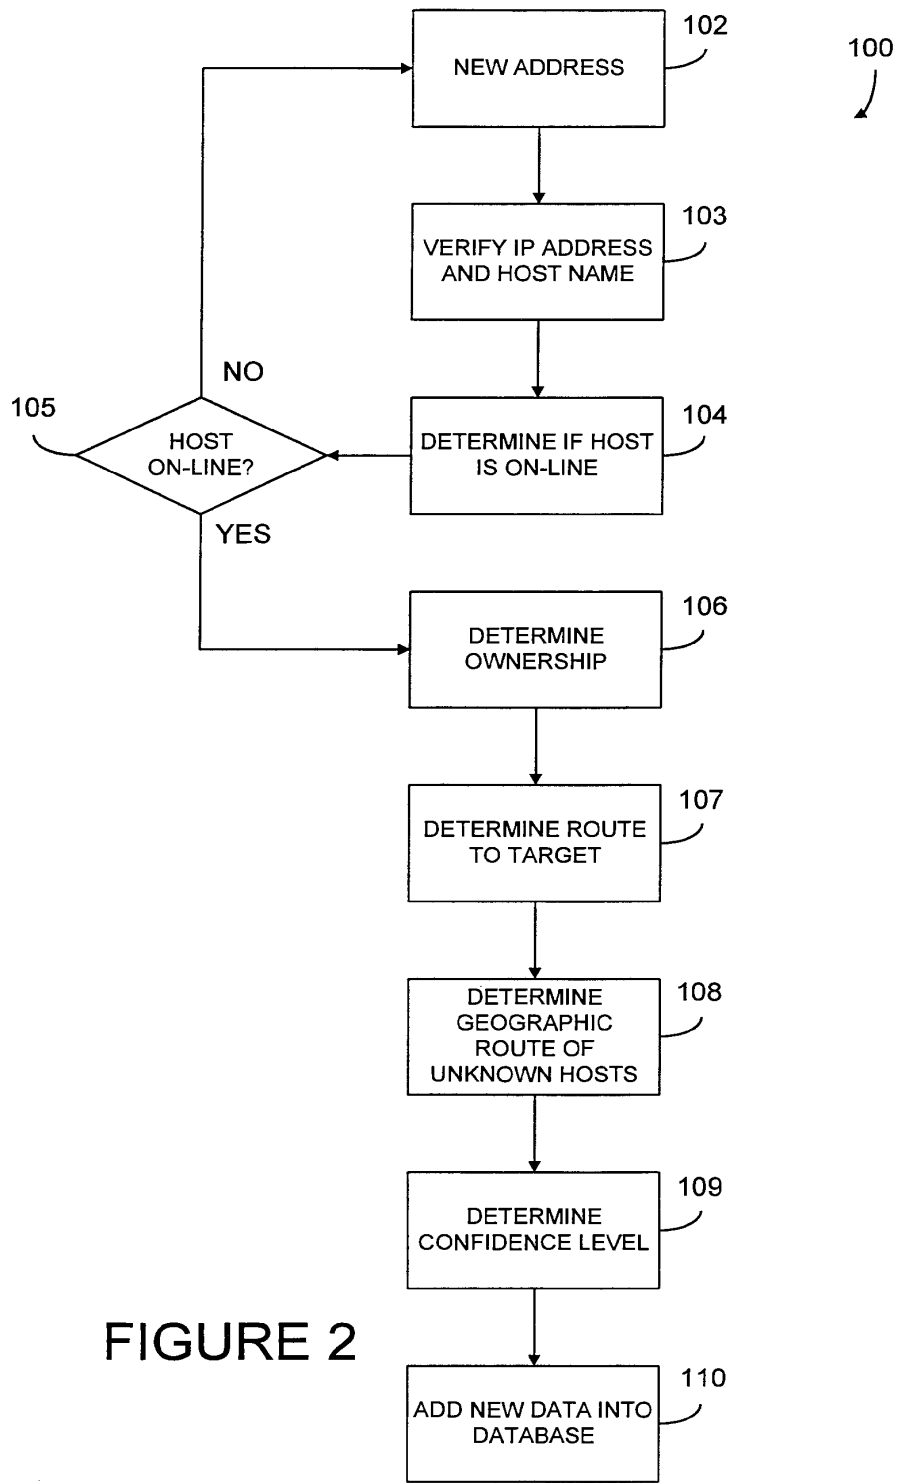 102
NEW ADDRESS
100
103
VERIFY IP ADDRESS
AND HOST NAME
NO
105
HOST
ON-LINE?
104
DETERMINE IF HOST
IS ON-LINE
YES
106
DETERMINE
OWNERSHIP
107
DETERMINE ROUTE
TO TARGET
108
DETERMINE
GEOGRAPHIC
ROUTE OF
UNKNOWN HOSTS
109
DETERMINE
CONFIDENCE LEVEL
FIGURE 2
110
ADD NEW DATA INTO
DATABASE